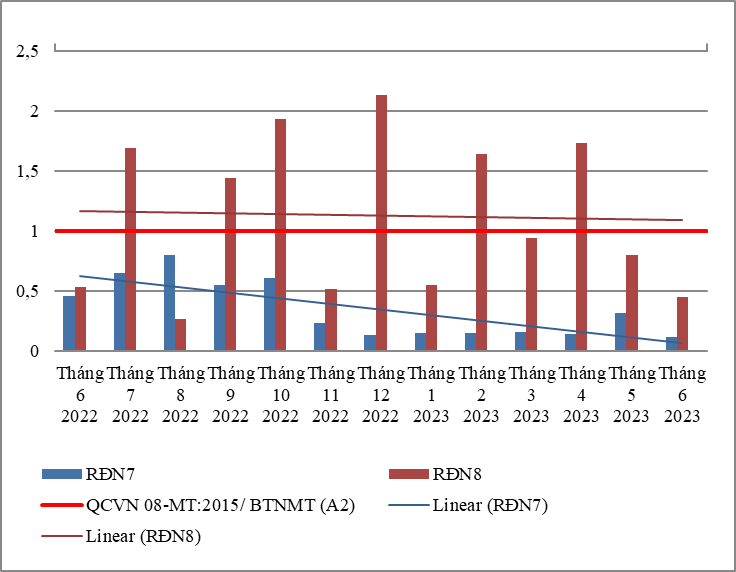 2,5
2
1,5
1
0,5
0
Tháng Tháng Tháng Tháng Tháng Tháng Tháng Tháng Tháng Tháng Tháng Tháng Tháng
6 7 8 9 10 11 12 1 2 3 4 5 6
2022 2022 2022 2022 2022 2022 2022 2023 2023 2023 2023 2023 2023
RĐN7 RĐN8
QCVN 08-MT:2015/ BTNMT (A2) Linear (RĐN7)
Linear (RĐN8)